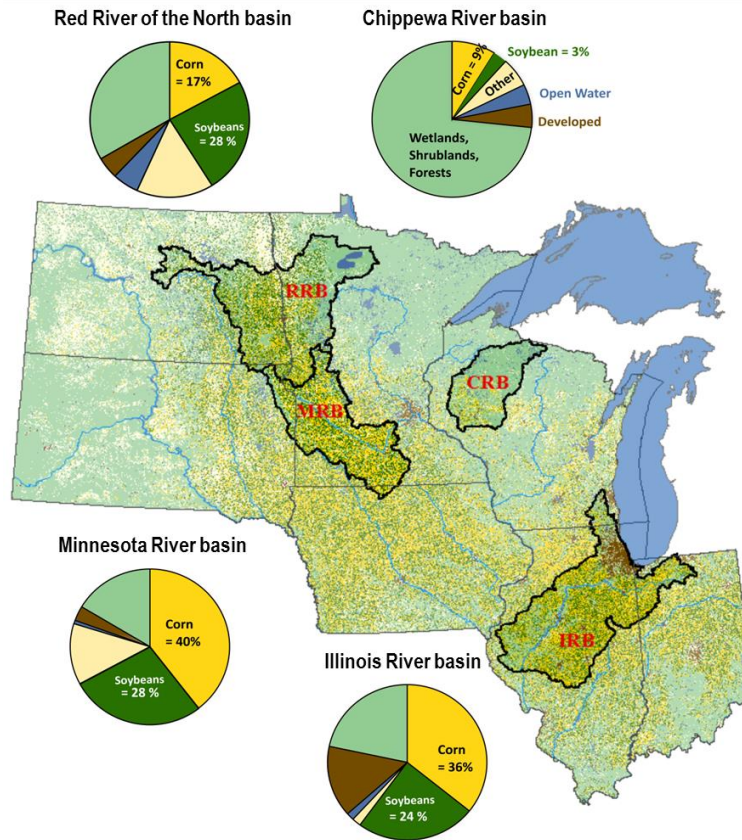 Red River of the North basin
Chippewa River basin
Corn
= 17%
Soybeans
= 28 %
Corn = 9%
Soybean = 3%
Other
Open Water
Developed
Wetlands,
Shrublands,
Forests
RRB
CRB
MRB
IRB
Minnesota River basin
Corn
= 40%
Soybeans
= 28 %
Illinois River basin
Corn
= 36%
Soybeans
= 24 %